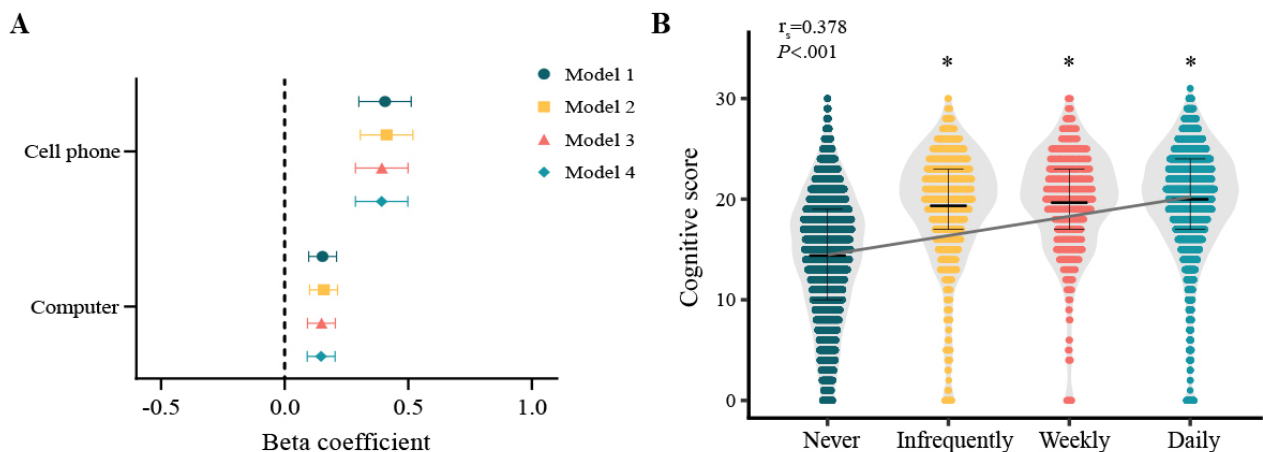 A
Model 1
Model 2
Model 3
Model 4
Cell phone
Computer
-0.5 0.0 0.5 1.0
Beta coefficient
B
rs=0.378
P<.001
* * *
Cognitive score
30
20
10
0
Never Infrequently Weekly Daily